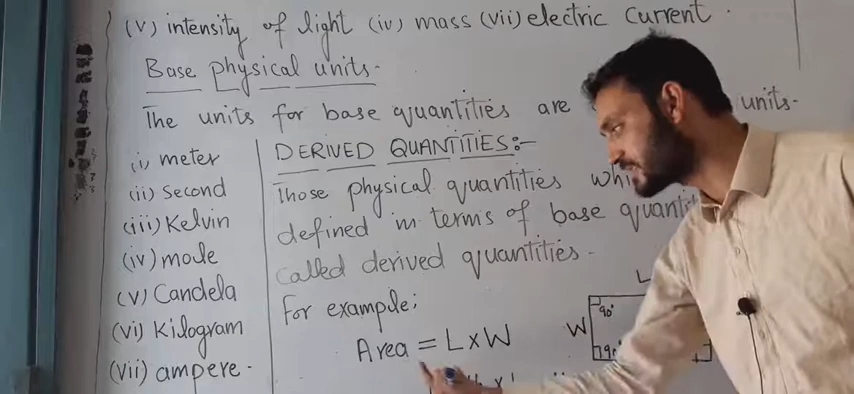 (v) intensity of light (iv) mass (vii) electric current.
Base physical units.
The units for base quantities are units.
(i) meter
(ii) Second
(iii) Kelvin
(iv) mole
(v) Candela
(vi) Kilogram
(vii) ampere.
DERIVED QUANTITIES:-
Those physical quantities
defined in terms of base
called derived quantities.
For example;
Area = L x W
L
W
90°